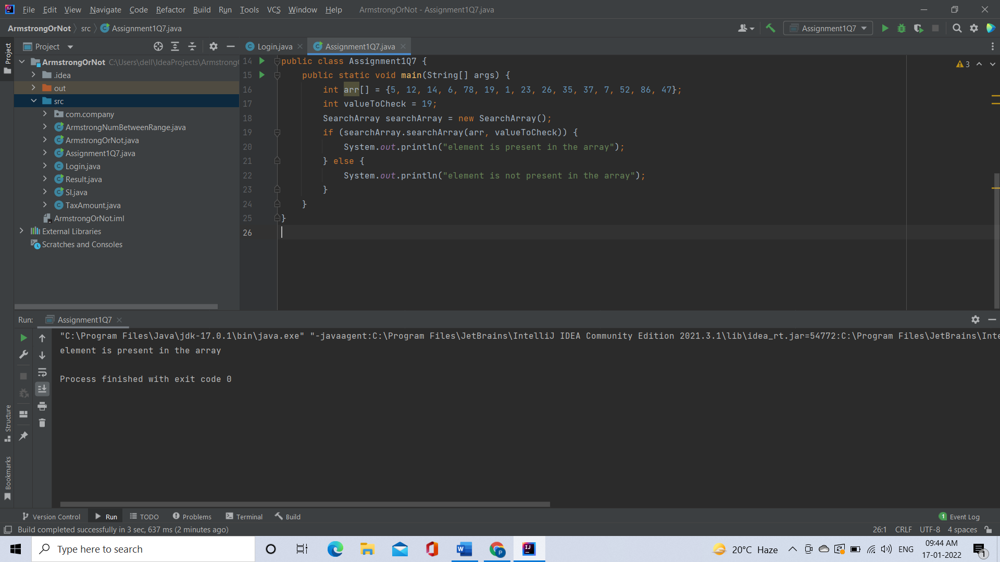 File Edit View Navigate Code Refactor Build Run Tools VCS Window Help ArmstrongOrNot - Assignment1Q7.java
ArmstrongOrNot src Assignment1Q7.java Assignment1Q7
Project Login.java Assignment1Q7.java
Project
ArmstrongOrNot C:\Users\dell\IdeaProjects\Armstrong
.idea
out
src
com.company
ArmstrongNumBetweenRange.java
ArmstrongOrNot.java
Assignment1Q7.java
Login.java
Result.java
SI.java
TaxAmount.java
ArmstrongOrNot.iml
External Libraries
Scratches and Consoles
3
14 public class Assignment1Q7 {
15 public static void main(String[] args) {
16 int arr[] = {5, 12, 14, 6, 78, 19, 1, 23, 26, 35, 37, 7, 52, 86, 47};
17 int valueToCheck = 19;
18 SearchArray searchArray = new SearchArray();
19 if (searchArray.searchArray(arr, valueToCheck)) {
20 System.out.println("element is present in the array");
21 } else {
22 System.out.println("element is not present in the array");
23 }
24 }
25 }
26
Run: Assignment1Q7
"C:\Program Files\Java\jdk-17.0.1\bin\java.exe" "-javaagent:C:\Program Files\JetBrains\IntelliJ IDEA Community Edition 2021.3.1\lib\idea_rt.jar=54772:C:\Program Files\JetBrains\Inte
element is present in the array
Process finished with exit code 0
Structure
Bookmarks
Version Control Run TODO Problems Terminal Build 1 Event Log
Build completed successfully in 3 sec, 637 ms (2 minutes ago) 26:1 CRLF UTF-8 4 spaces
Type here to search 20°C Haze ENG 09:44 AM
17-01-2022 1